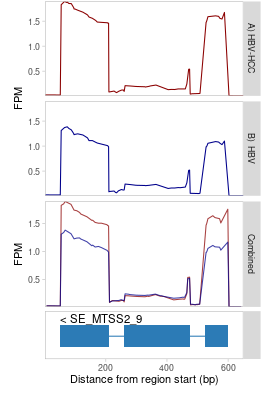 1.5
1.0
0.5
FPM
A) HBV-HCC
1.5
1.0
0.5
FPM
B) HBV
1.5
1.0
0.5
FPM
Combined
< SE_MTSS2_9
200
400
600
Distance from region start (bp)